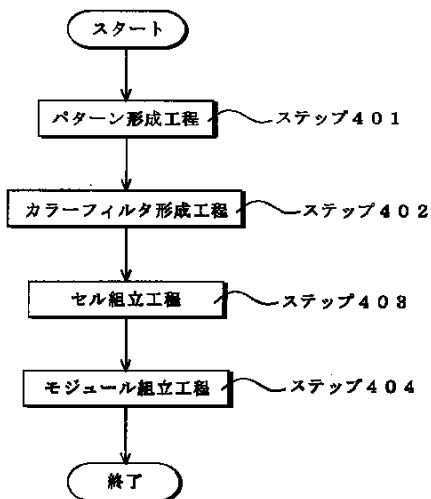 スタート
パターン形成工程
ステップ401
カラーフィルタ形成工程
ステップ402
セル組立工程
ステップ403
モジュール組立工程
ステップ404
終了